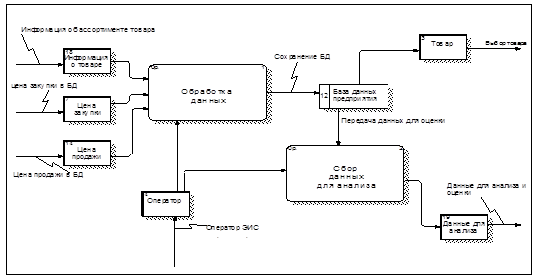 Информация об ассортименте товара
Информация
о товаре
цена закупки в БД
Цена
закупки
Цена
продажи
Цена продажи в БД
Обработка
данных
Сохранение БД
12
База данных
предприятия
Товар
Выбор товара
Передача данных для оценки
Сбор
данных
для анализа
Оператор
Оператор ЭИС
Данные для анализа и
оценки
Данные для
анализа